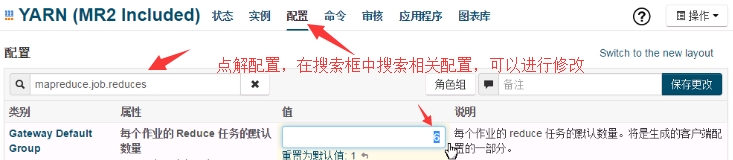 YARN (MR2 Included) 状态 实例 配置 命令 审核 应用程序 图表库 操作
点解配置，在搜索框中搜索相关配置，可以进行修改
配置 Switch to the new layout
mapreduce.job.reduces 角色组 备注 保存更改
类别 属性 值 说明
Gateway Default Group 每个作业的 Reduce 任务的默认数量 6 每个作业的 reduce 任务的默认数量。将是生成的客户端配置的一部分。
重置为默认值: 1